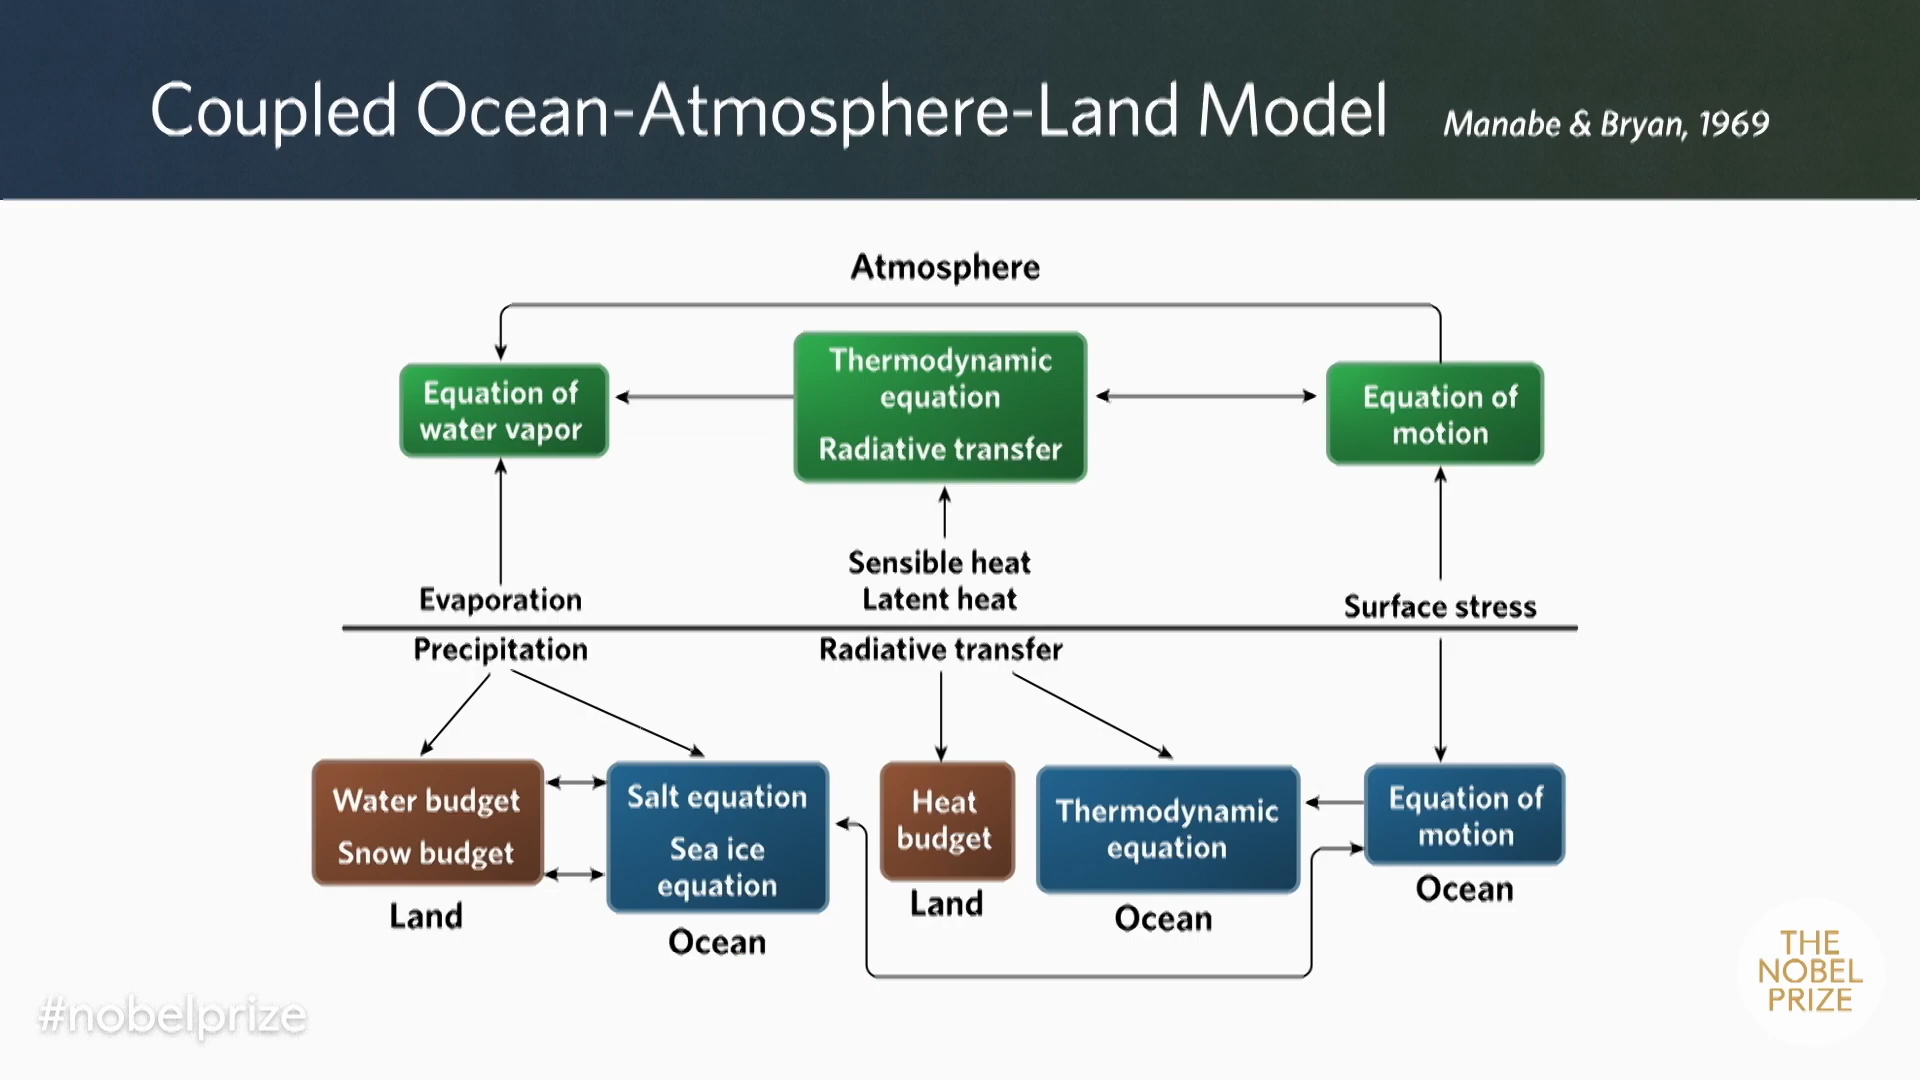 Coupled Ocean-Atmosphere-Land Model
Manabe & Bryan, 1969
Atmosphere
Equation of
water vapor
Thermodynamic
equation
Radiative transfer
Equation of
motion
Evaporation
Sensible heat
Latent heat
Surface stress
Precipitation
Radiative transfer
Water budget
Snow budget
Land
Salt equation
Sea ice
equation
Ocean
Heat
budget
Land
Thermodynamic
equation
Ocean
Equation of
motion
Ocean
#nobelprize
THE
NOBEL
PRIZE